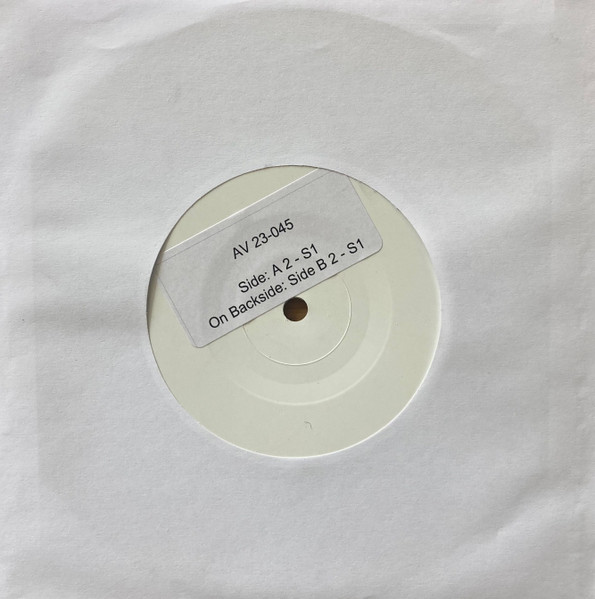 AV 23-045
Side: A 2 - S1
On Backside: Side B 2 - S1